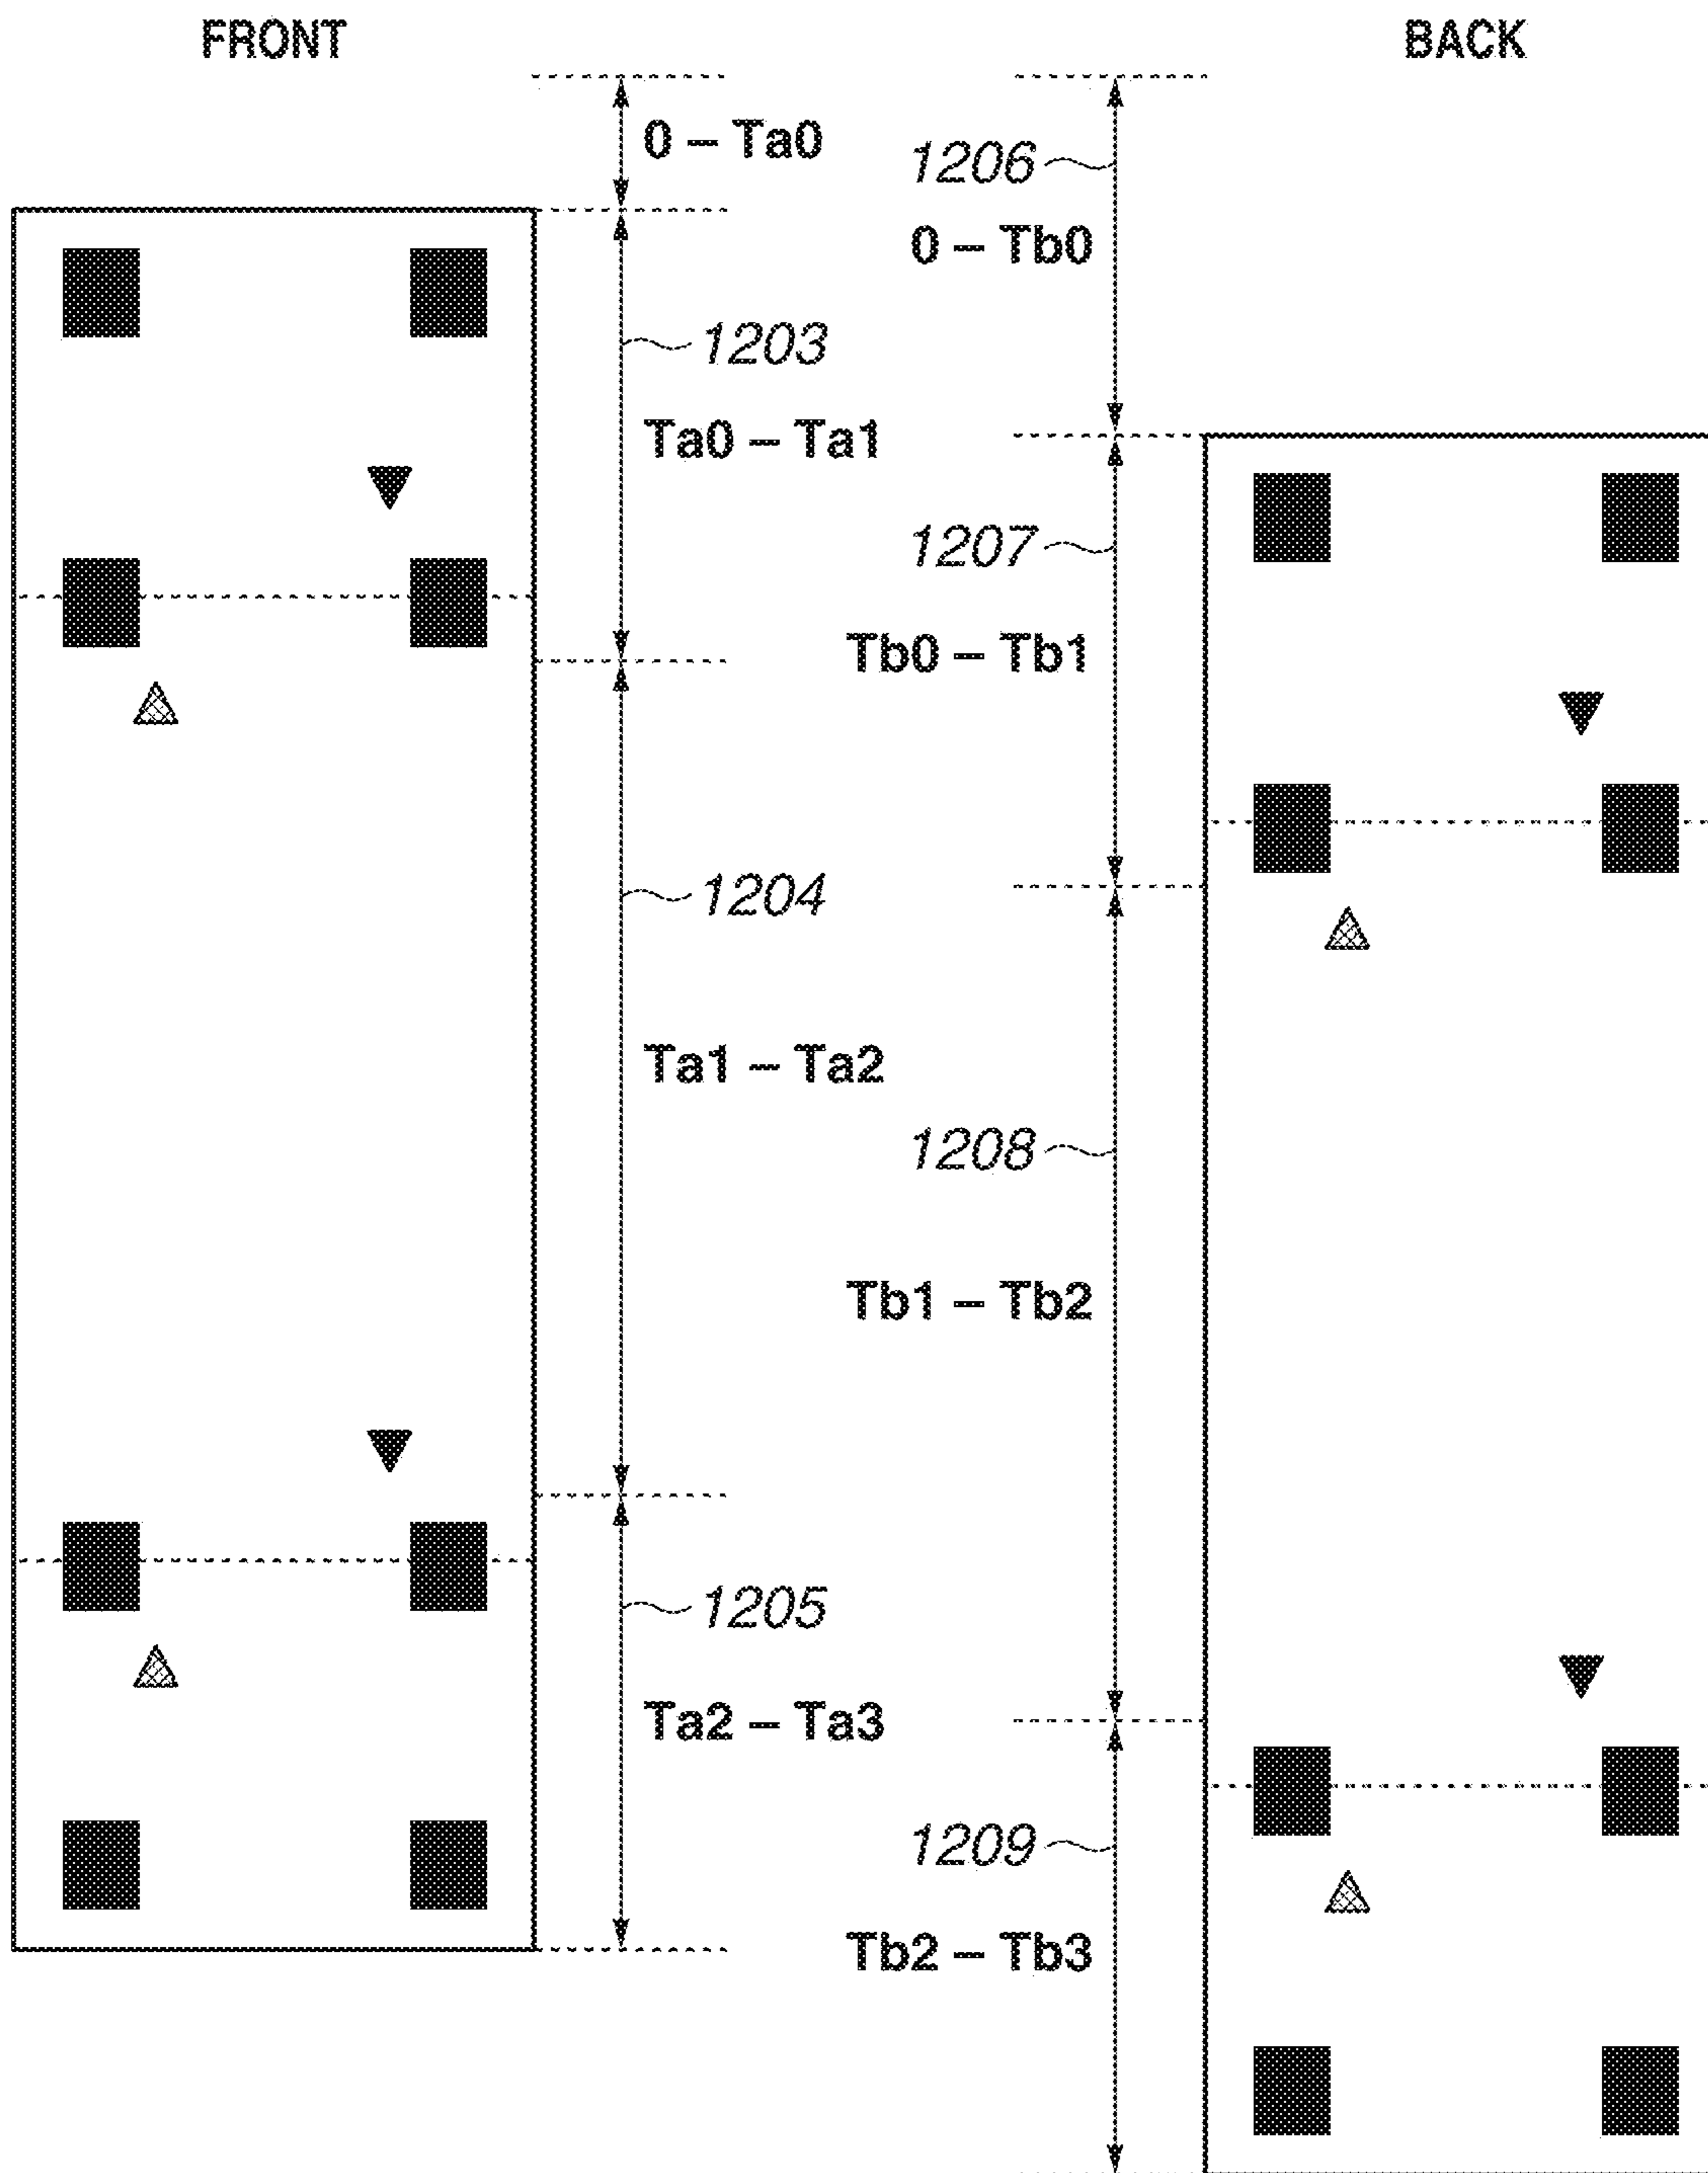 FRONT
BACK
0 – Ta0
1206
0 – Tb0
1203
Ta0 – Ta1
1207
Tb0 – Tb1
1204
Ta1 – Ta2
1208
Tb1 – Tb2
1205
Ta2 – Ta3
1209
Tb2 – Tb3